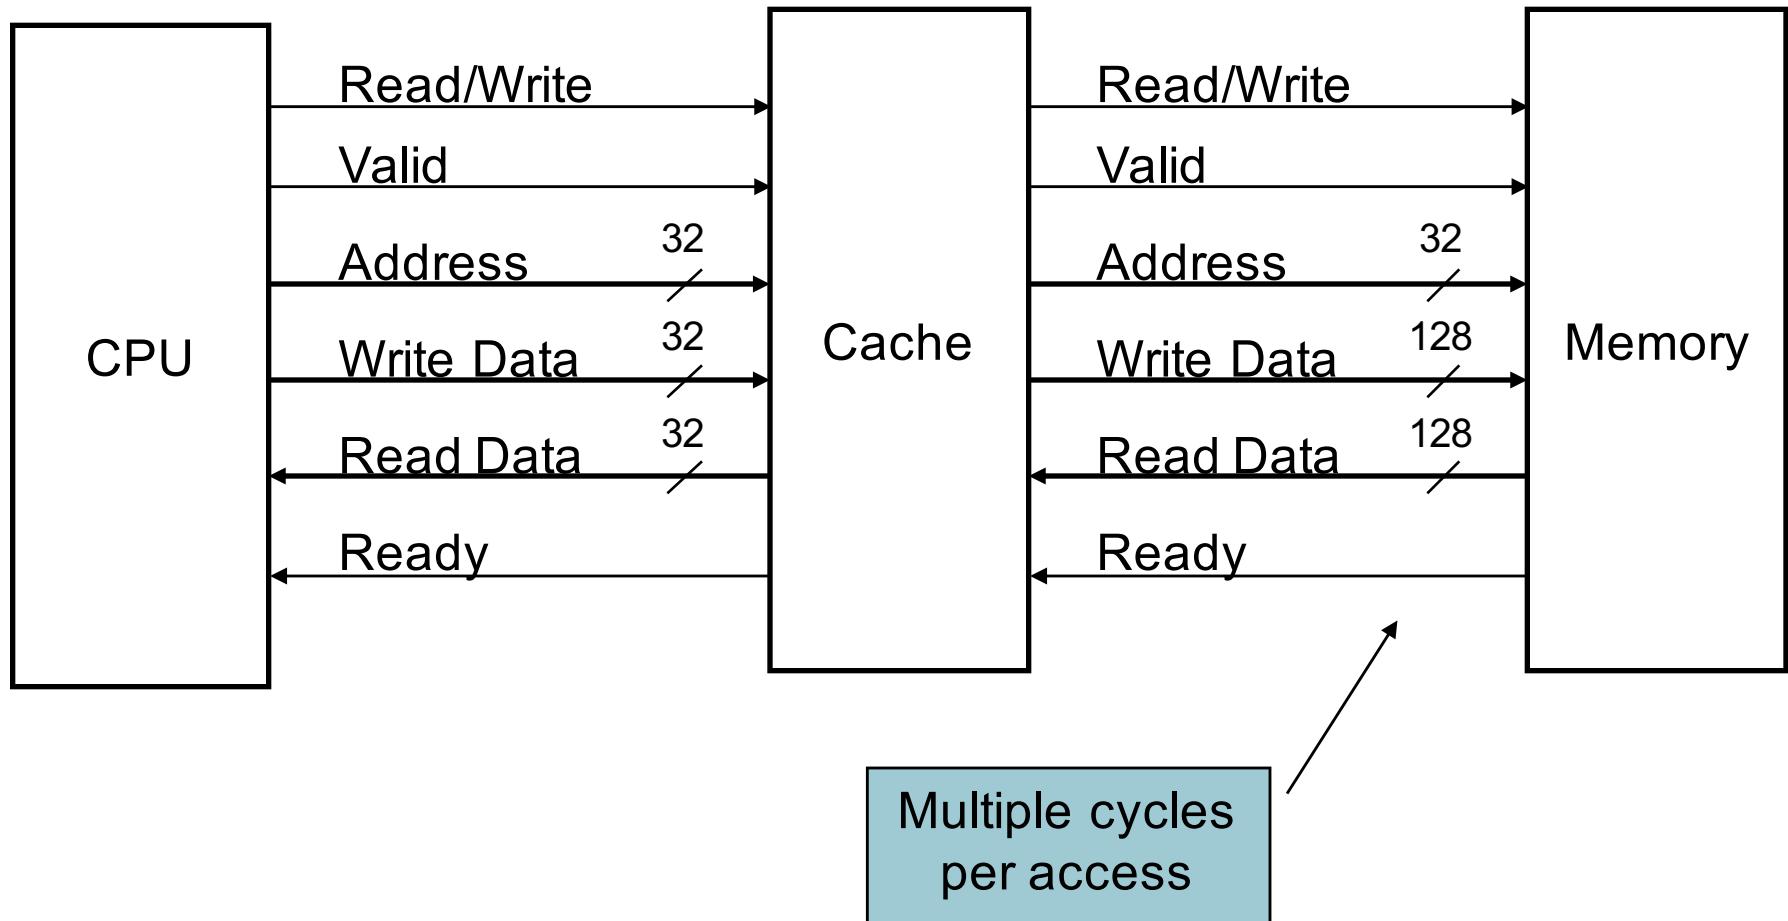 CPU
Read/Write
Valid
Address 32
Write Data 32
Read Data 32
Ready
Cache
Read/Write
Valid
Address 32
Write Data 128
Read Data 128
Ready
Memory
Multiple cycles
per access